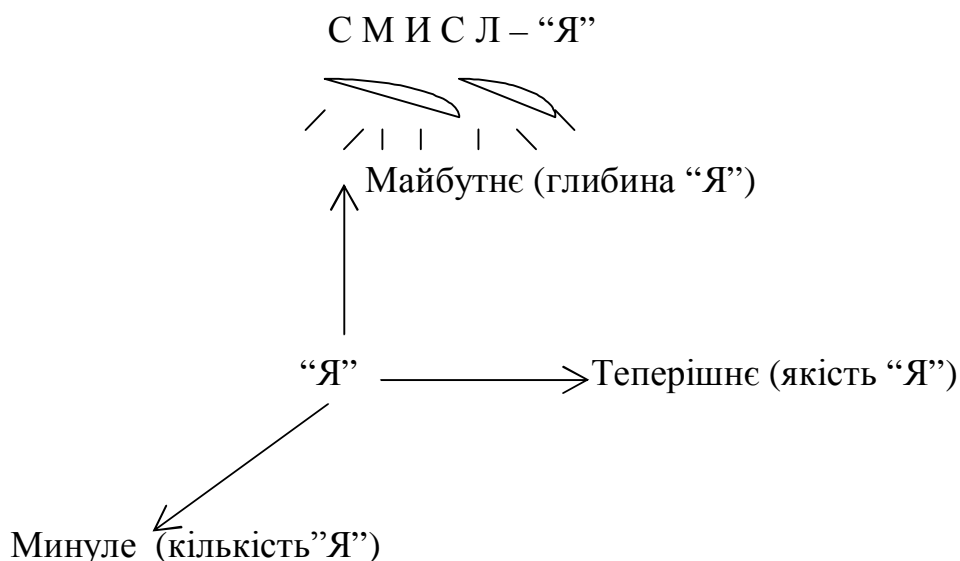 С М И С Л – “Я”
Майбутнє (глибина “Я”)
“Я”
Теперішнє (якість “Я”)
Минуле (кількість”Я”)